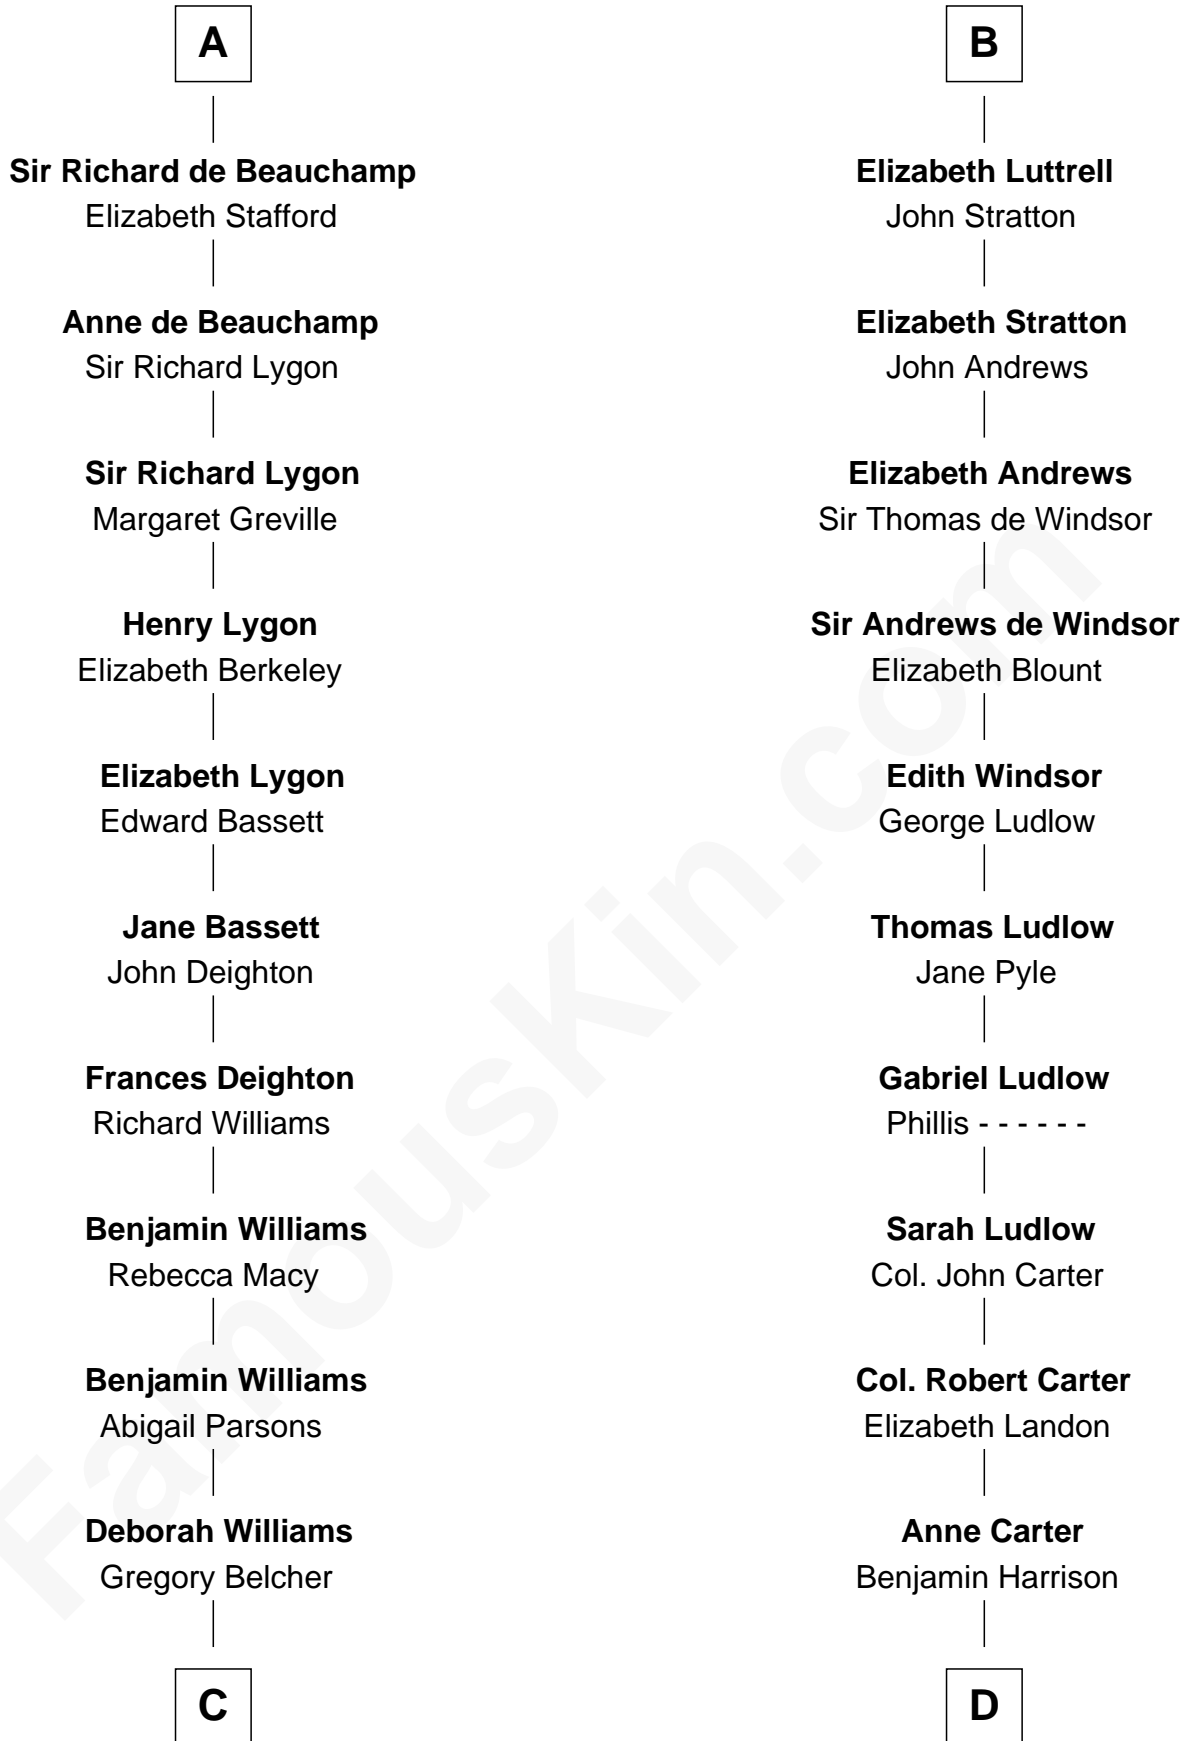 A
Sir Richard de Beauchamp
Elizabeth Stafford
Anne de Beauchamp
Sir Richard Lygon
Sir Richard Lygon
Margaret Greville
Henry Lygon
Elizabeth Berkeley
Elizabeth Lygon
Edward Bassett
Jane Bassett
John Deighton
Frances Deighton
Richard Williams
Benjamin Williams
Rebecca Macy
Benjamin Williams
Abigail Parsons
Deborah Williams
Gregory Belcher
C
B
Elizabeth Luttrell
John Stratton
Elizabeth Stratton
John Andrews
Elizabeth Andrews
Sir Thomas de Windsor
Sir Andrews de Windsor
Elizabeth Blount
Edith Windsor
George Ludlow
Thomas Ludlow
Jane Pyle
Gabriel Ludlow
Phillis - - - - - -
Sarah Ludlow
Col. John Carter
Col. Robert Carter
Elizabeth Landon
Anne Carter
Benjamin Harrison
D
FamousKin.com